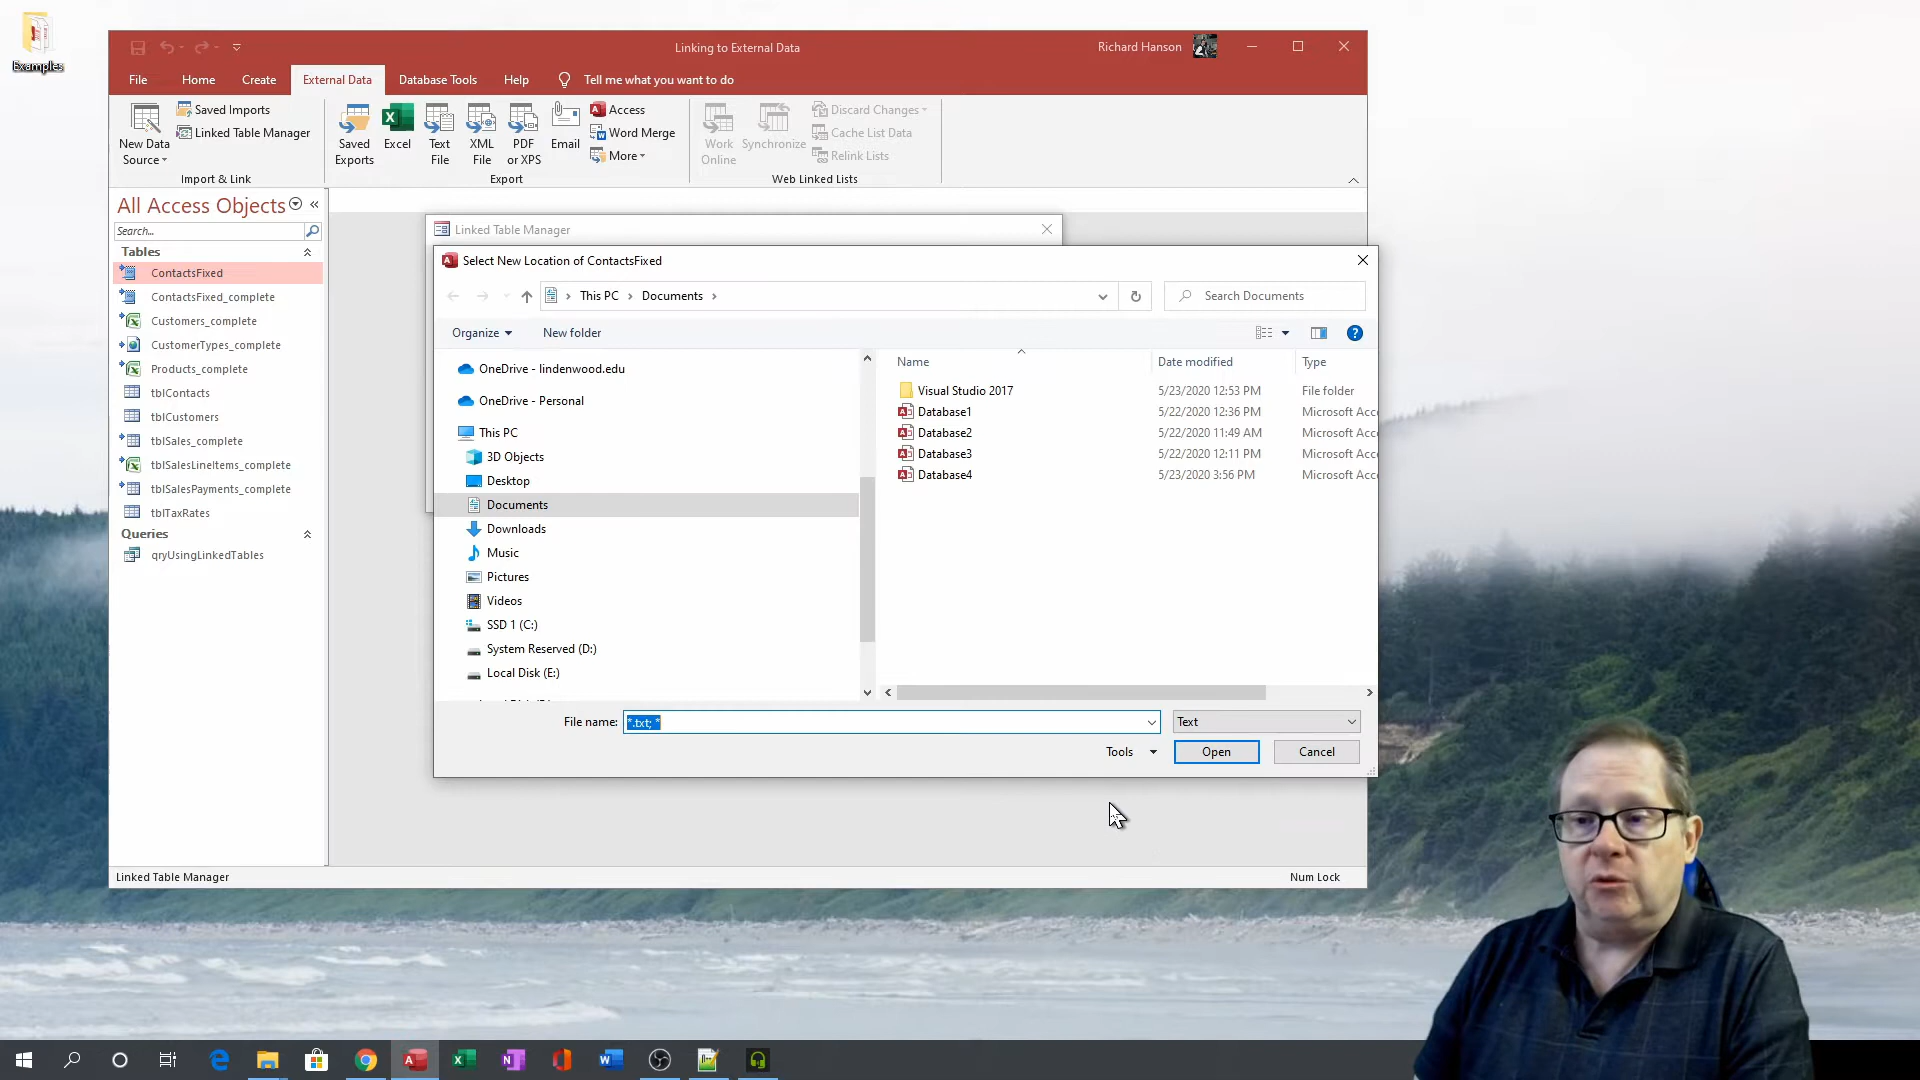 Examples
Linking to External Data
Richard Hanson
File Home Create External Data Database Tools Help Tell me what you want to do
New Data Source
Saved Imports
Linked Table Manager
Import & Link
Saved Exports
Excel
Text File
XML File
PDF or XPS
Email
Access
Word Merge
More
Export
Work Online
Synchronize
Discard Changes
Cache List Data
Relink Lists
Web Linked Lists
All Access Objects
Search...
Tables
ContactsFixed
ContactsFixed_complete
Customers_complete
CustomerTypes_complete
Products_complete
tblContacts
tblCustomers
tblSales_complete
tblSalesLineItems_complete
tblSalesPayments_complete
tblTaxRates
Queries
qryUsingLinkedTables
Linked Table Manager
Select New Location of ContactsFixed
This PC > Documents >
Search Documents
Organize New folder
OneDrive - lindenwood.edu
OneDrive - Personal
This PC
3D Objects
Desktop
Documents
Downloads
Music
Pictures
Videos
SSD 1 (C:)
System Reserved (D:)
Local Disk (E:)
Name Date modified Type
Visual Studio 2017 5/23/2020 12:53 PM File folder
Database1 5/22/2020 12:36 PM Microsoft Acc
Database2 5/22/2020 11:49 AM Microsoft Acc
Database3 5/22/2020 12:11 PM Microsoft Acc
Database4 5/23/2020 3:56 PM Microsoft Acc
File name: *.txt; * Text
Tools Open Cancel
Linked Table Manager Num Lock